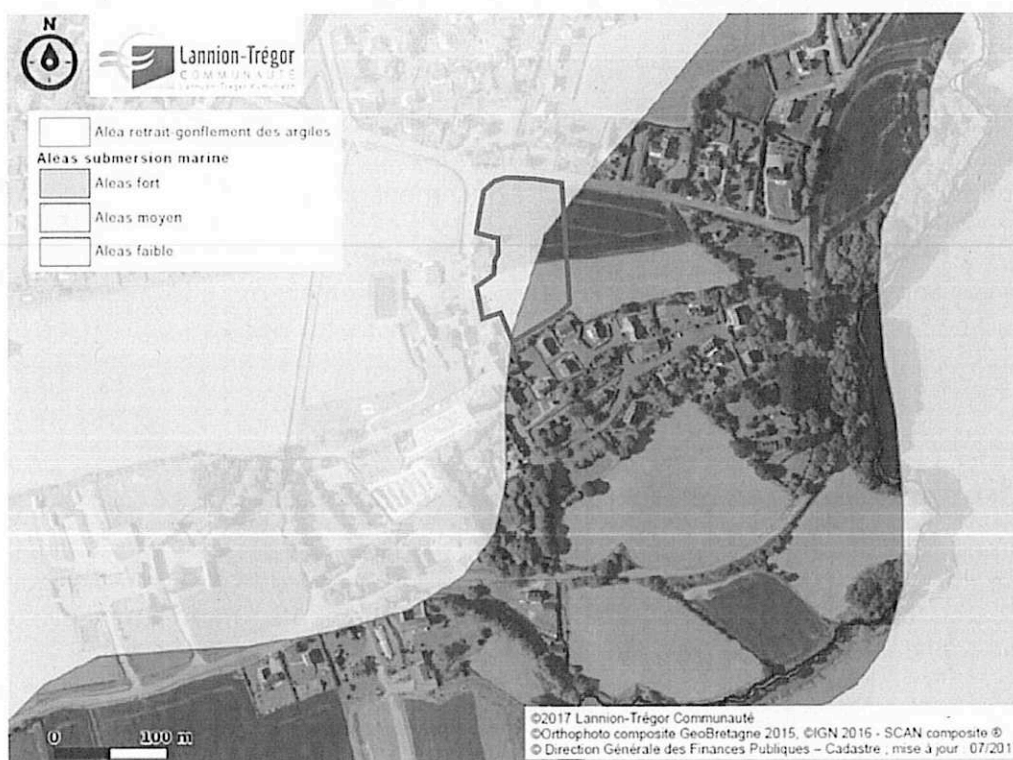 N
Lannion-Trégor
COMMUNAUTÉ
Aléa retrait-gonflement des argiles
Aléas submersion marine
Aleas fort
Aleas moyen
Aleas faible
0 100 m
©2017 Lannion-Trégor Communauté
©Orthophoto composite GeoBretagne 2015, ©IGN 2016 - SCAN composite ®
© Direction Générale des Finances Publiques – Cadastre ; mise à jour : 07/201